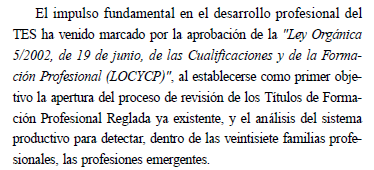 El impulso fundamental en el desarrollo profesional del
TES ha venido marcado por la aprobación de la "Ley Orgánica
5/2002, de 19 de junio, de las Cualificaciones y de la Forma-
ción Profesional (LOCYCP)", al establecerse como primer obje-
tivo la apertura del proceso de revisión de los Títulos de Forma-
ción Profesional Reglada ya existente, y el análisis del sistema
productivo para detectar, dentro de las veintisiete familias profe-
sionales, las profesiones emergentes.